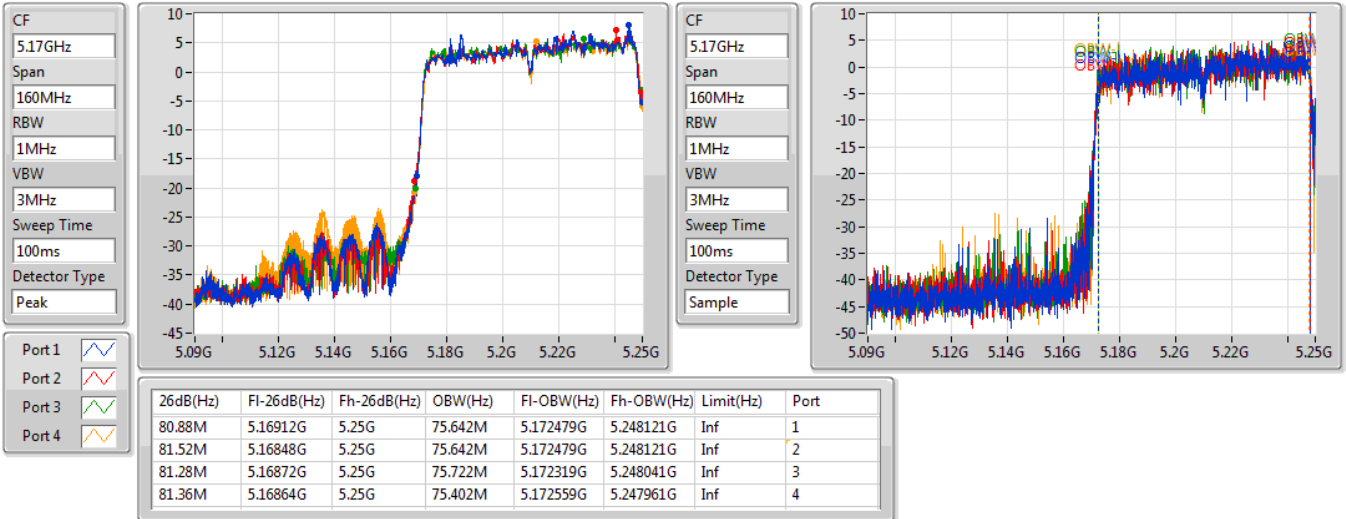 CF
5.17GHz
Span
160MHz
RBW
1MHz
VBW
3MHz
Sweep Time
100ms
Detector Type
Peak
10
5
0
-5
-10
-15
-20
-25
-30
-35
-40
-45
5.09G 5.12G 5.14G 5.16G 5.18G 5.2G 5.22G 5.25G
CF
5.17GHz
Span
160MHz
RBW
1MHz
VBW
3MHz
Sweep Time
100ms
Detector Type
Sample
10
5
0
-5
-10
-15
-20
-25
-30
-35
-40
-45
-50
5.09G 5.12G 5.14G 5.16G 5.18G 5.2G 5.22G 5.25G
Port 1
Port 2
Port 3
Port 4
26dB(Hz) Fl-26dB(Hz) Fh-26dB(Hz) OBW(Hz) Fl-OBW(Hz) Fh-OBW(Hz) Limit(Hz) Port
80.88M 5.16912G 5.25G 75.642M 5.172479G 5.248121G Inf 1
81.52M 5.16848G 5.25G 75.642M 5.172479G 5.248121G Inf 2
81.28M 5.16872G 5.25G 75.722M 5.172319G 5.248041G Inf 3
81.36M 5.16864G 5.25G 75.402M 5.172559G 5.247961G Inf 4